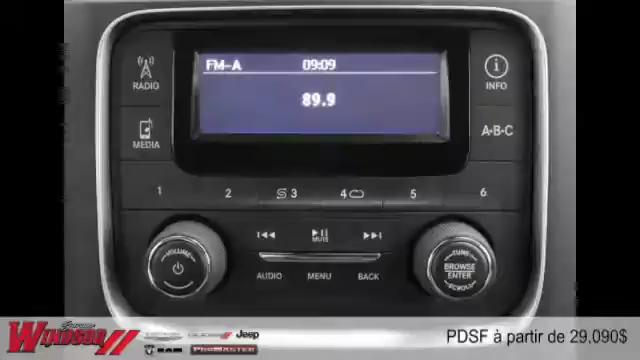 FM-A 09:09
89.9
RADIO
MEDIA
INFO
A-B-C
1 2 3 4 5 6
MUTE
AUDIO MENU BACK
VOLUME
TUNE
BROWSE
ENTER
SCROLL
Garage
WINDSOR
Jeep
RAM
PROMASTER
PDSF à partir de 29,090$